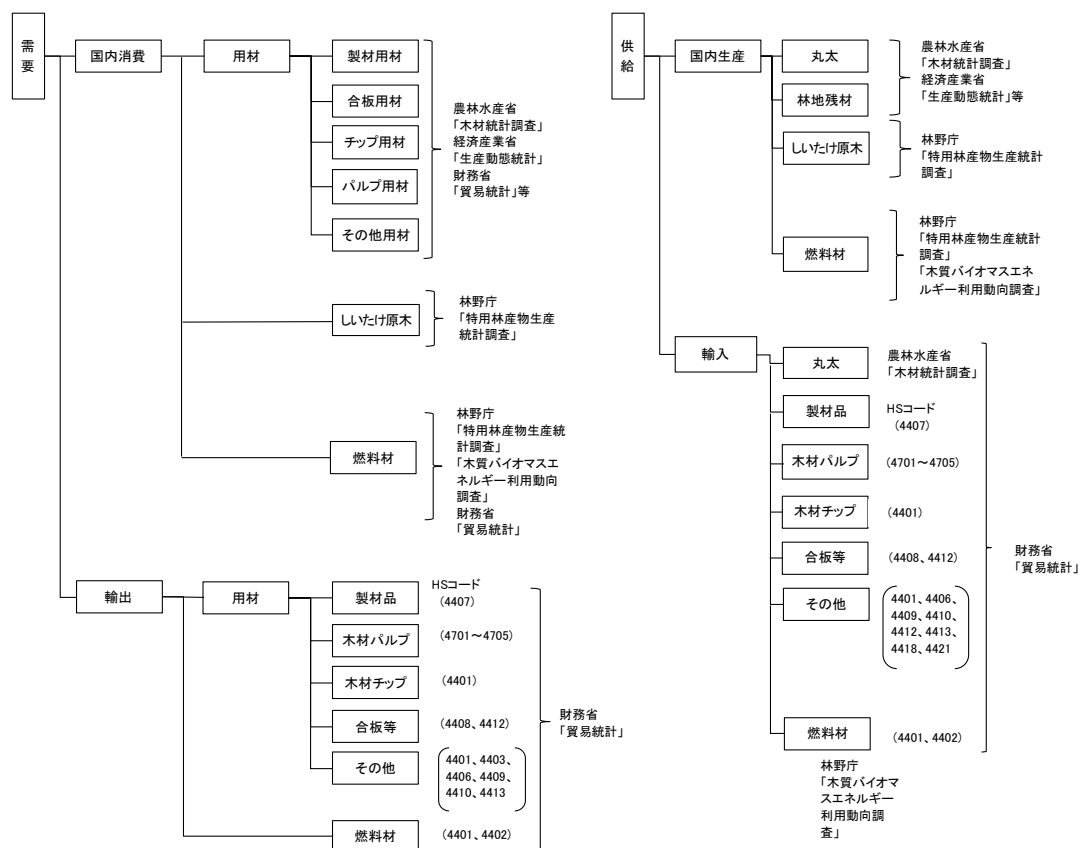 需
要
国内消費
用材
製材用材
合板用材
チップ用材
パルプ用材
その他用材
農林水産省
「木材統計調査」
経済産業省
「生産動態統計」
財務省
「貿易統計」等
しいたけ原木
林野庁
「特用林産物生産
統計調査」
燃料材
林野庁
「特用林産物生産統
計調査」
「木質バイオマスエ
ネルギー利用動向
調査」
財務省
「貿易統計」
輸出
用材
製材品
HSコード
(4407)
木材パルプ
(4701~4705)
木材チップ
(4401)
合板等
(4408、4412)
その他
4401、4403、
4406、4409、
4410、4413
燃料材
(4401、4402)
財務省
「貿易統計」
供
給
国内生産
丸太
林地残材
農林水産省
「木材統計調査」
経済産業省
「生産動態統計」等
しいたけ原木
林野庁
「特用林産物生産統計
調査」
燃料材
林野庁
「特用林産物生産統計
調査」
「木質バイオマスエネ
ルギー利用動向調査」
輸入
丸太
農林水産省
「木材統計調査」
製材品
HSコード
(4407)
木材パルプ
(4701~4705)
木材チップ
(4401)
合板等
(4408、4412)
その他
4401、4406、
4409、4410、
4412、4413、
4418、4421
燃料材
(4401、4402)
林野庁
「木質バイオマ
スエネルギー
利用動向調
査」
財務省
「貿易統計」